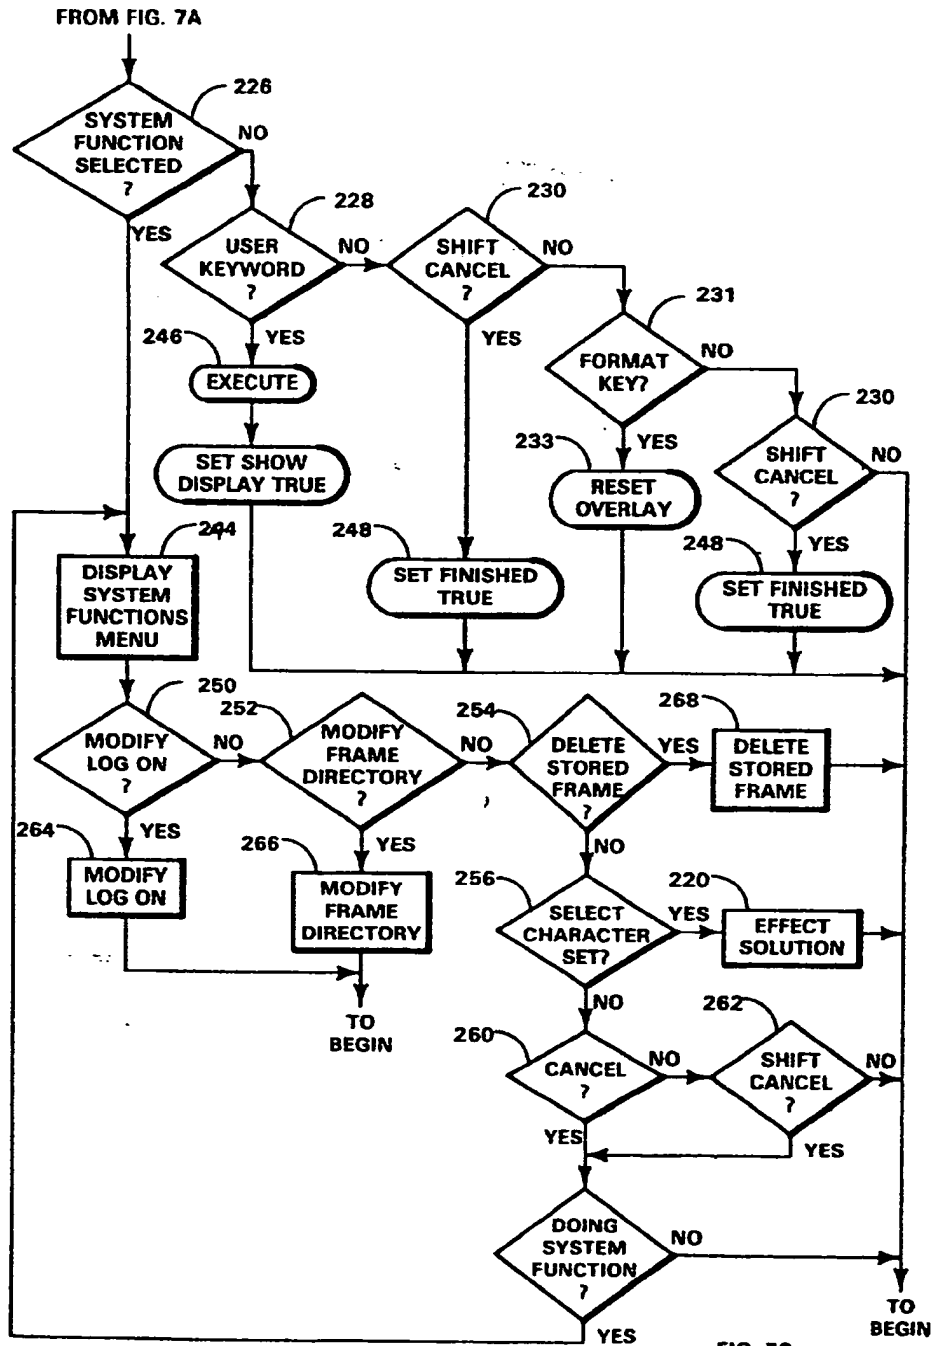 FROM FIG. 7A
226
SYSTEM
FUNCTION
SELECTED
?
NO
YES
228
USER
KEYWORD
?
NO
YES
230
SHIFT
CANCEL
?
NO
YES
231
FORMAT
KEY?
NO
YES
230
SHIFT
CANCEL
?
NO
YES
246
EXECUTE
SET SHOW
DISPLAY TRUE
233
RESET
OVERLAY
248
SET FINISHED
TRUE
248
SET FINISHED
TRUE
244
DISPLAY
SYSTEM
FUNCTIONS
MENU
250
MODIFY
LOG ON
?
NO
YES
252
MODIFY
FRAME
DIRECTORY
?
NO
YES
254
DELETE
STORED
FRAME
?
YES
NO
268
DELETE
STORED
FRAME
264
MODIFY
LOG ON
266
MODIFY
FRAME
DIRECTORY
TO
BEGIN
256
SELECT
CHARACTER
SET?
YES
NO
220
EFFECT
SOLUTION
260
CANCEL
?
NO
YES
262
SHIFT
CANCEL
?
NO
YES
DOING
SYSTEM
FUNCTION
?
NO
YES
TO
BEGIN